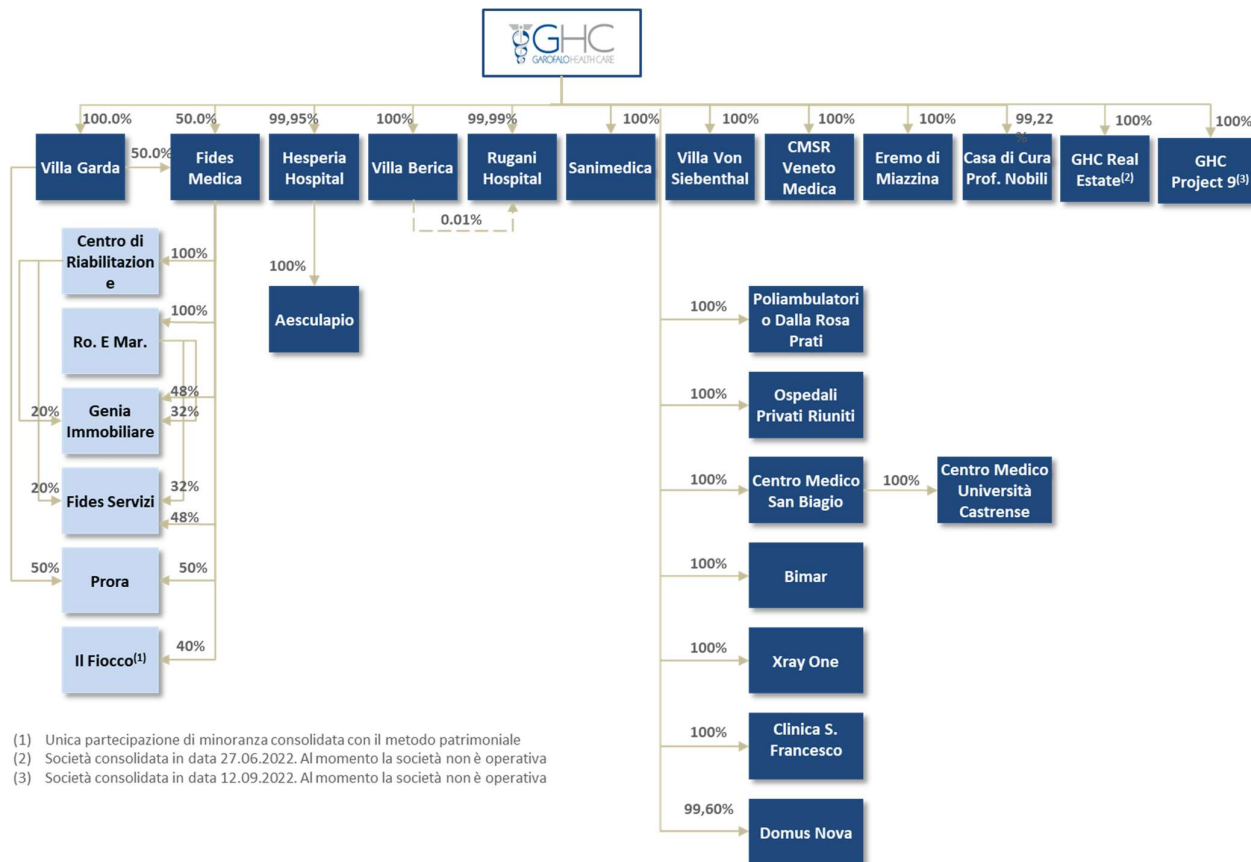 GHC
GAROFALO HEALTH CARE
100.0%
50.0%
99,95%
100%
99,99%
100%
100%
100%
100%
99,22
%
100%
100%
Villa Garda
50.0%
Fides
Medica
Hesperia
Hospital
Villa Berica
Rugani
Hospital
Sanimedica
Villa Von
Siebenthal
CMSR
Veneto
Medica
Eremo di
Miazzina
Casa di Cura
Prof. Nobili
GHC Real
Estate(2)
GHC
Project 9(3)
0.01%
Centro di
Riabilitazion
e
100%
100%
Aesculapio
Ro. E Mar.
100%
Genia
Immobiliare
20%
48%
32%
Fides Servizi
20%
32%
48%
50%
Prora
50%
Il Fiocco(1)
40%
100%
Poliambulatori
o Dalla Rosa
Prati
100%
Ospedali
Privati Riuniti
100%
Centro Medico
San Biagio
100%
Centro Medico
Università
Castrense
100%
Bimar
100%
Xray One
100%
Clinica S.
Francesco
99,60%
Domus Nova
(1) Unica partecipazione di minoranza consolidata con il metodo patrimoniale
(2) Società consolidata in data 27.06.2022. Al momento la società non è operativa
(3) Società consolidata in data 12.09.2022. Al momento la società non è operativa